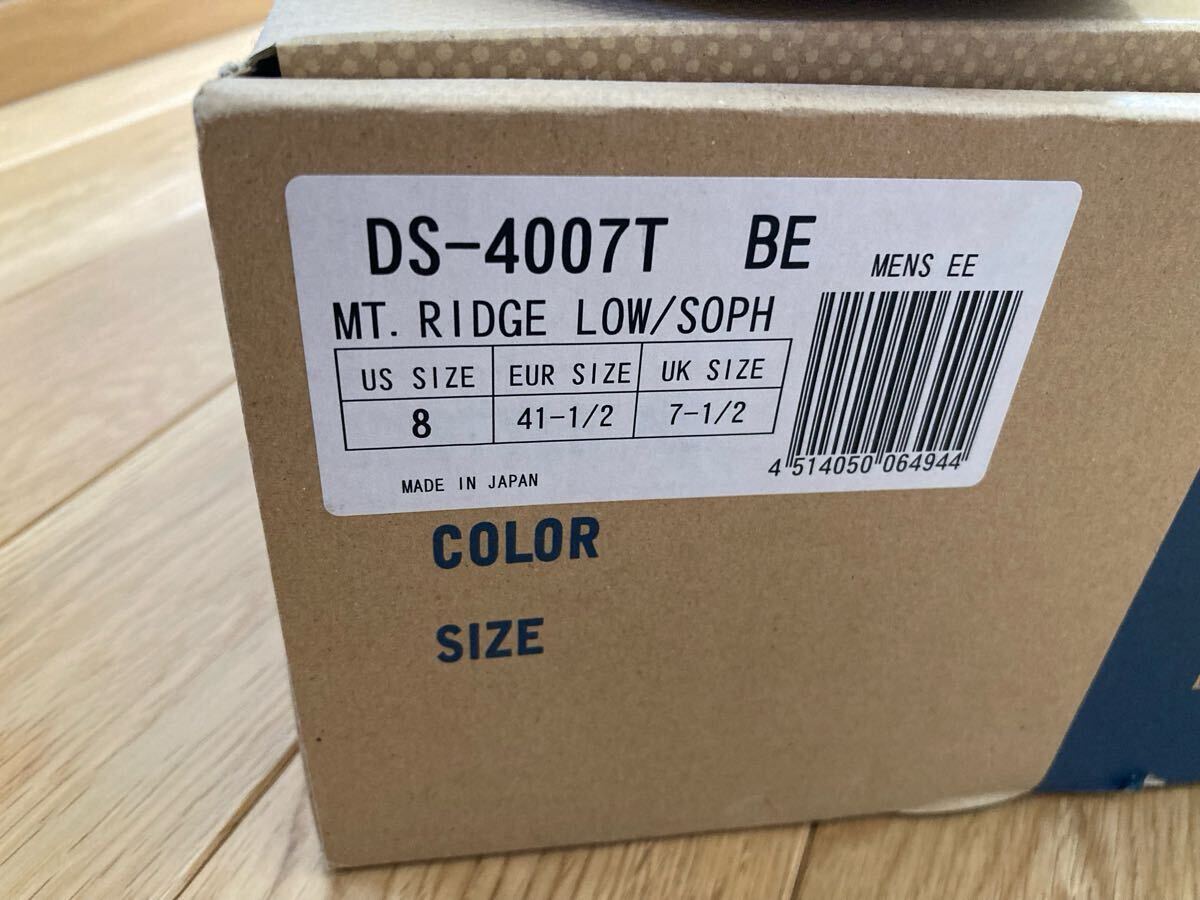 DS-4007T BE
MENS EE
MT. RIDGE LOW/SOPH
US SIZE EUR SIZE UK SIZE
8 41-1/2 7-1/2
4 514050 064944
MADE IN JAPAN
COLOR
SIZE